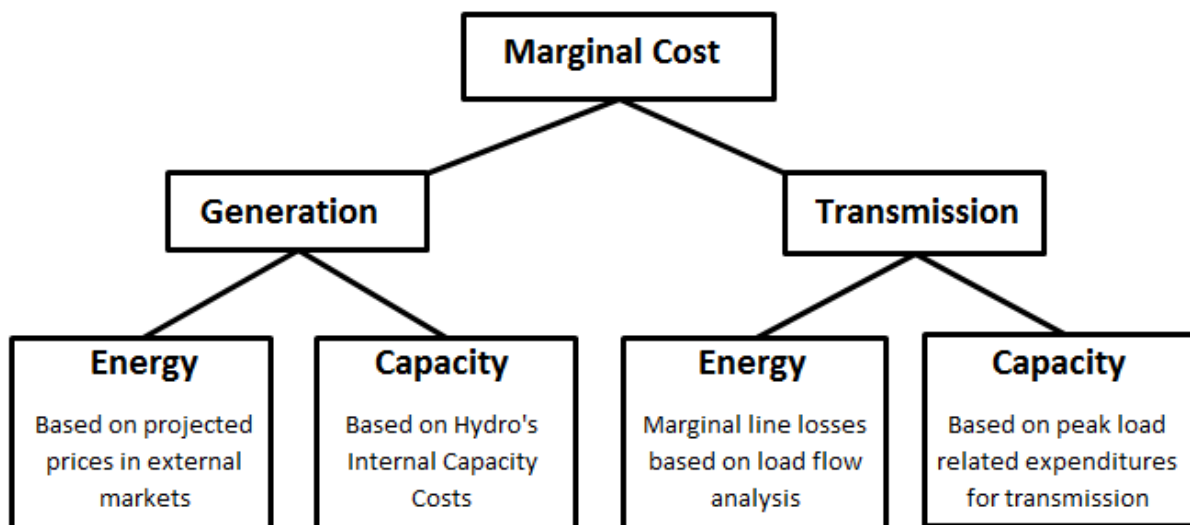 Marginal Cost
Generation
Transmission
Energy
Based on projected
prices in external
markets
Capacity
Based on Hydro's
Internal Capacity
Costs
Energy
Marginal line losses
based on load flow
analysis
Capacity
Based on peak load
related expenditures
for transmission